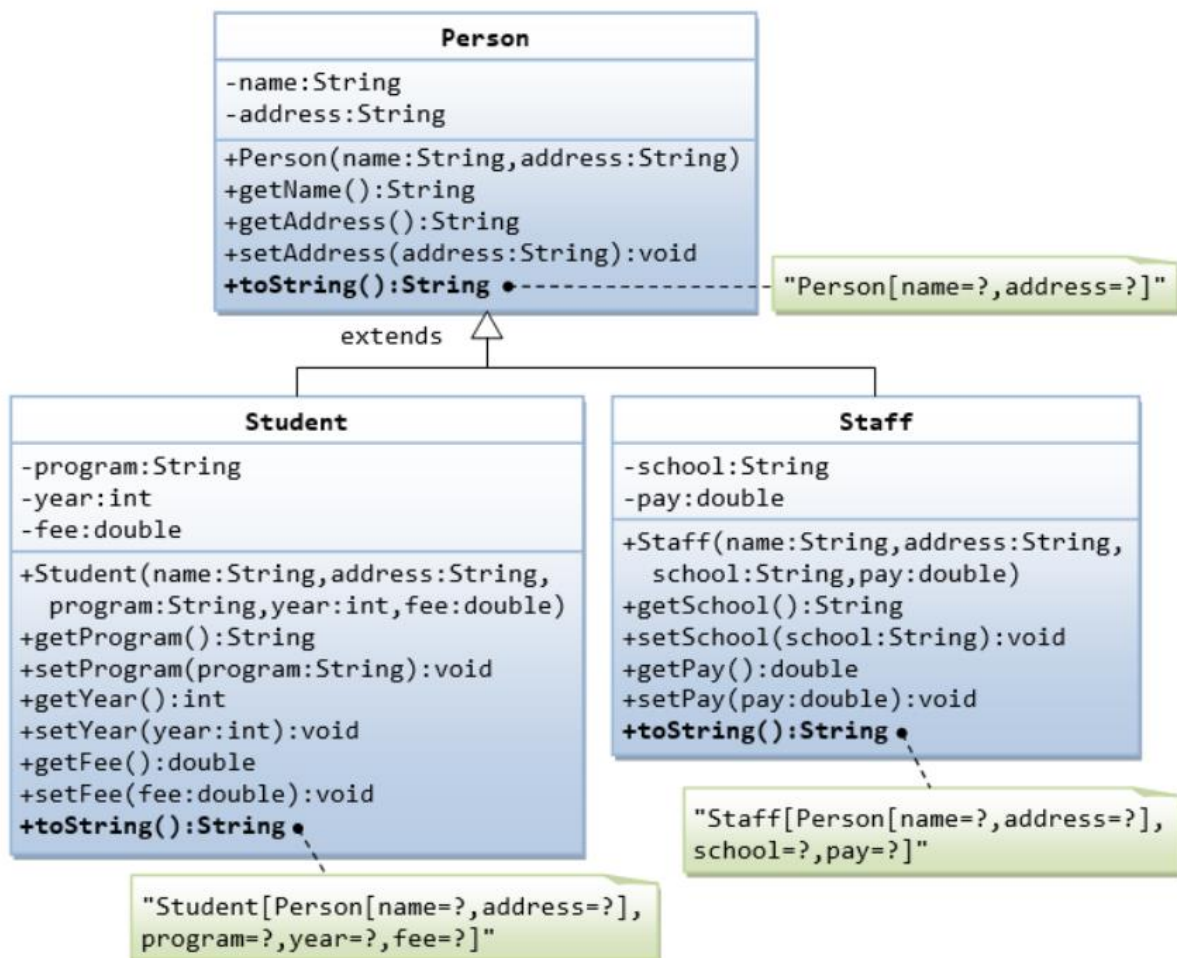 Person
-name:String
-address:String
+Person(name:String,address:String)
+getName():String
+getAddress():String
+setAddress(address:String):void
+toString():String
"Person[name=?,address=?]"
extends
Student
-program:String
-year:int
-fee:double
+Student(name:String,address:String,
program:String,year:int,fee:double)
+getProgram():String
+setProgram(program:String):void
+getYear():int
+setYear(year:int):void
+getFee():double
+setFee(fee:double):void
+toString():String
"Student[Person[name=?,address=?],
program=?,year=?,fee=?]"
Staff
-school:String
-pay:double
+Staff(name:String,address:String,
school:String,pay:double)
+getSchool():String
+setSchool(school:String):void
+getPay():double
+setPay(pay:double):void
+toString():String
"Staff[Person[name=?,address=?],
school=?,pay=?]"